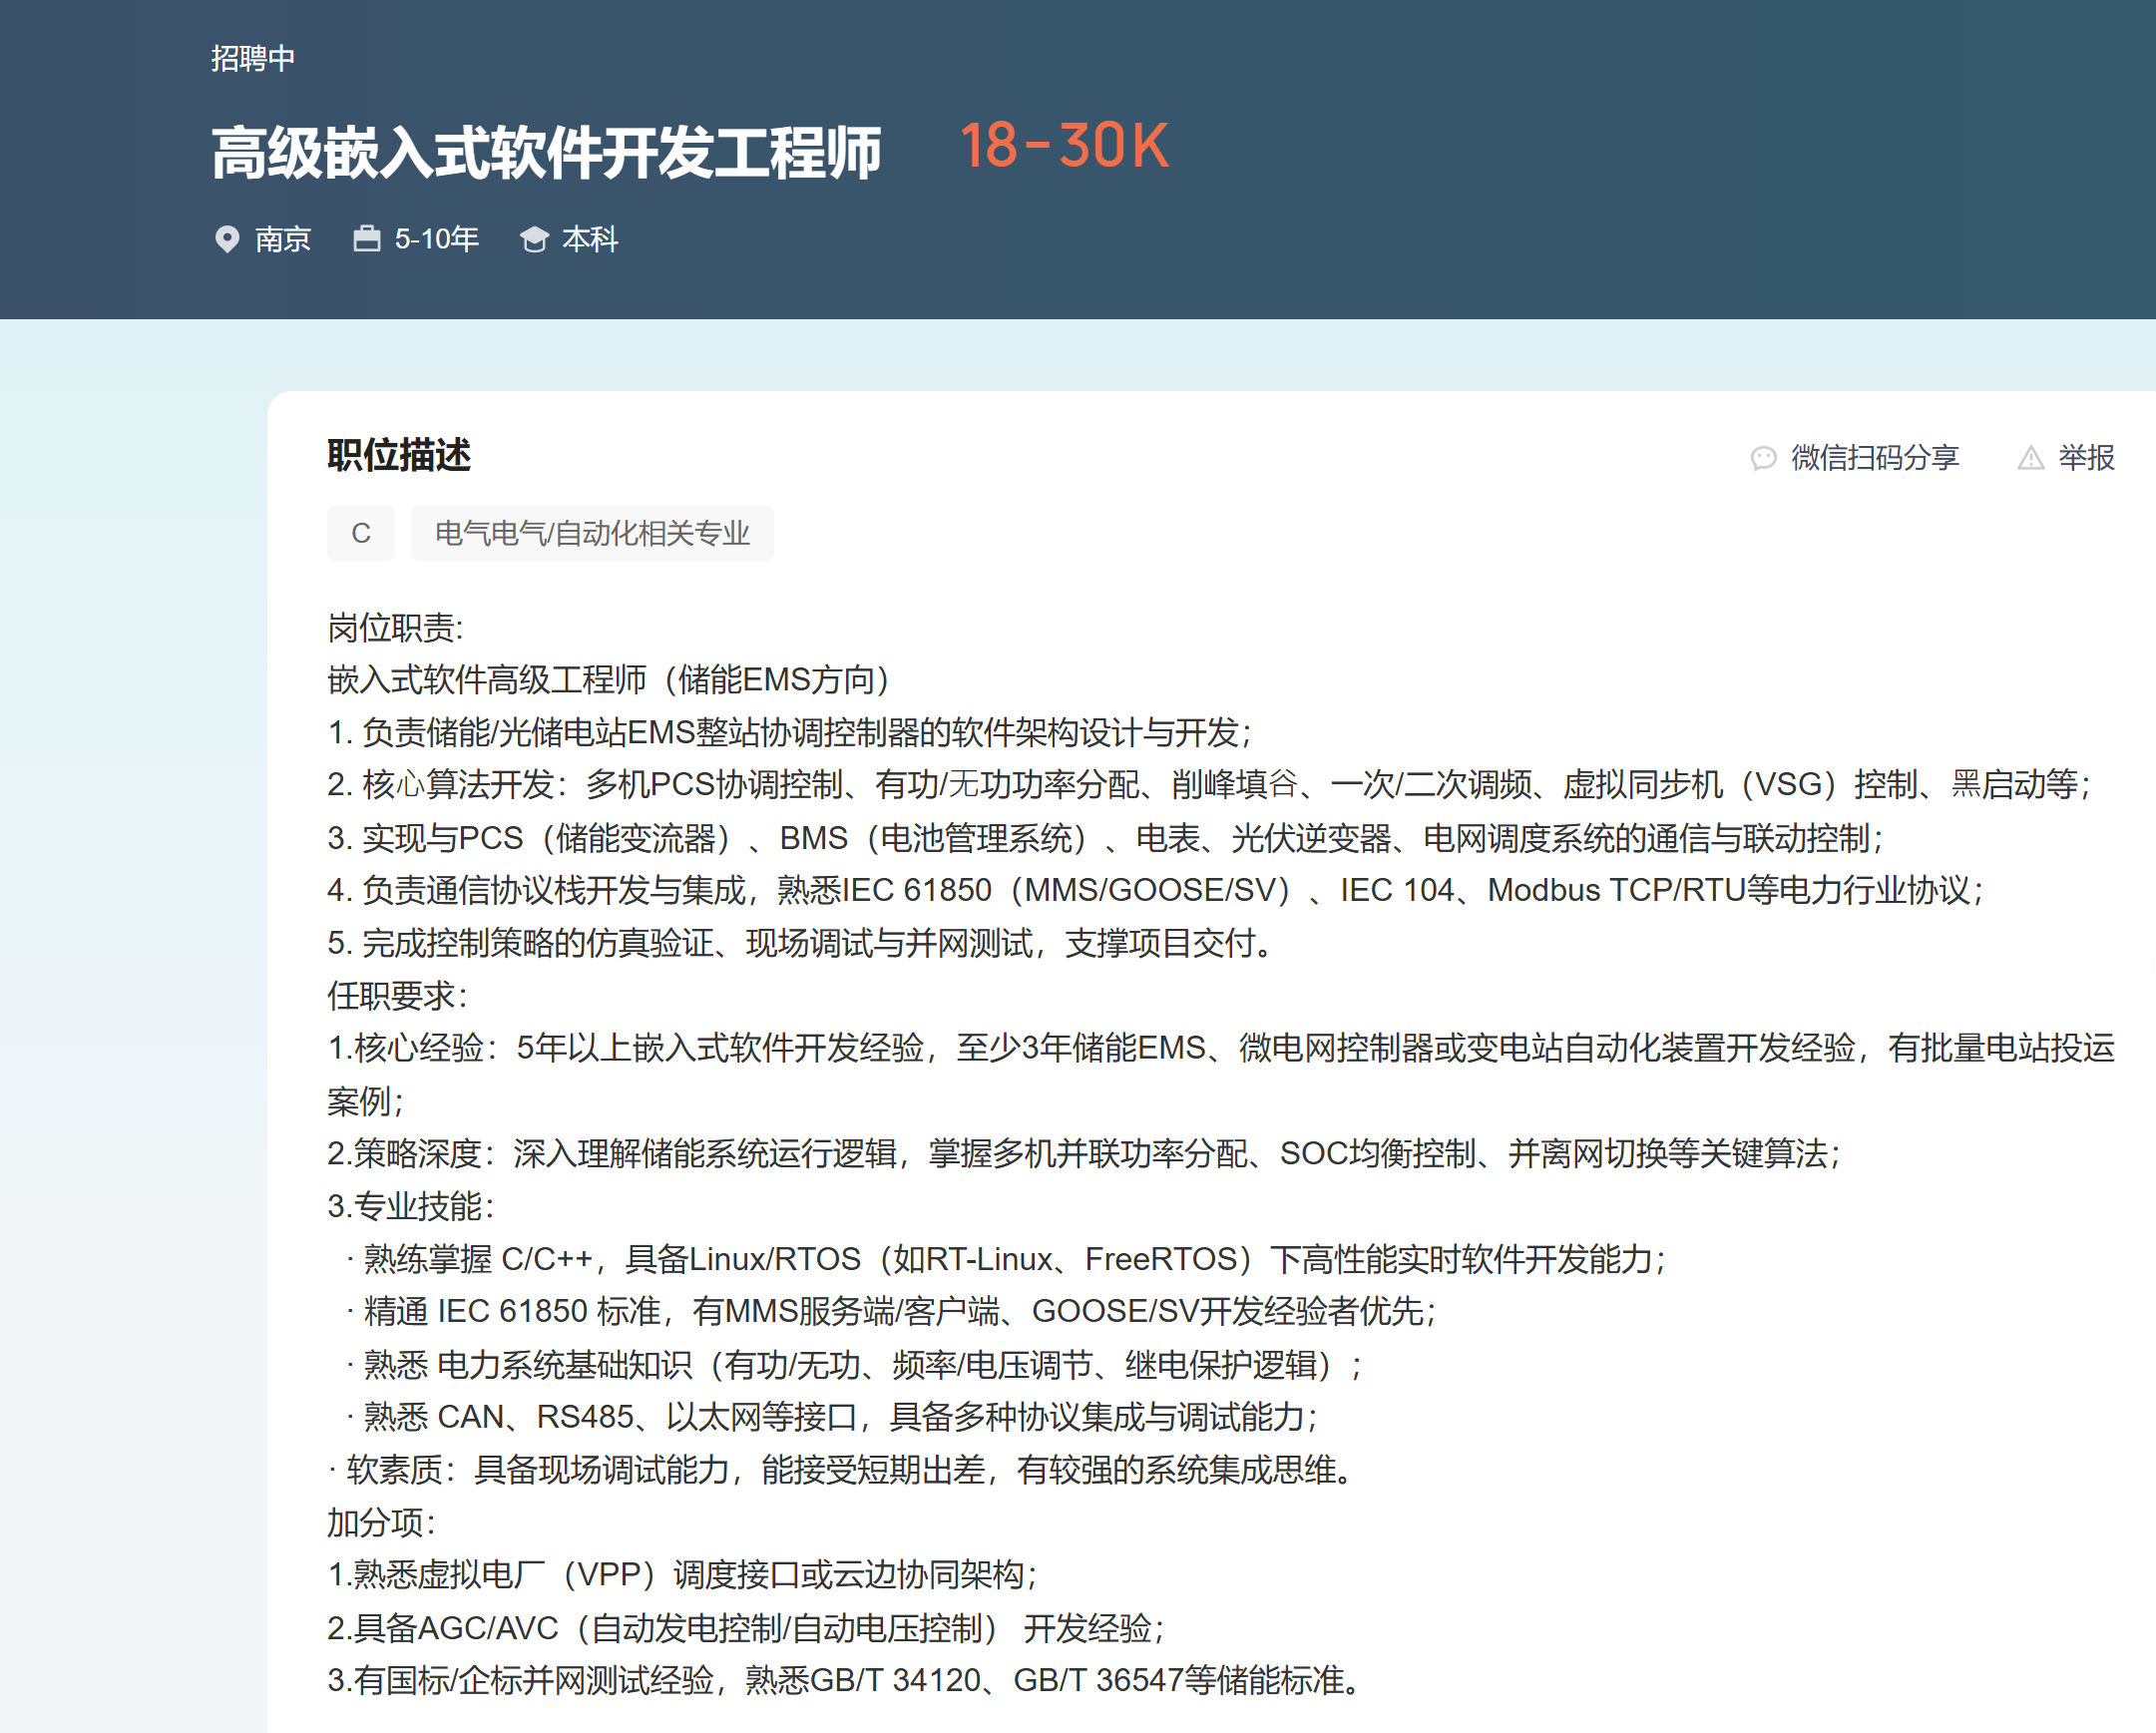 招聘中
高级嵌入式软件开发工程师 18-30K
南京 5-10年 本科
职位描述 微信扫码分享 举报
C 电气电气/自动化相关专业
岗位职责:
嵌入式软件高级工程师（储能EMS方向）
1. 负责储能/光储电站EMS整站协调控制器的软件架构设计与开发；
2. 核心算法开发：多机PCS协调控制、有功/无功功率分配、削峰填谷、一次/二次调频、虚拟同步机（VSG）控制、黑启动等；
3. 实现与PCS（储能变流器）、BMS（电池管理系统）、电表、光伏逆变器、电网调度系统的通信与联动控制；
4. 负责通信协议栈开发与集成，熟悉IEC 61850（MMS/GOOSE/SV）、IEC 104、Modbus TCP/RTU等电力行业协议；
5. 完成控制策略的仿真验证、现场调试与并网测试，支撑项目交付。
任职要求：
1.核心经验：5年以上嵌入式软件开发经验，至少3年储能EMS、微电网控制器或变电站自动化装置开发经验，有批量电站投运
案例；
2.策略深度：深入理解储能系统运行逻辑，掌握多机并联功率分配、SOC均衡控制、并离网切换等关键算法；
3.专业技能：
· 熟练掌握 C/C++，具备Linux/RTOS（如RT-Linux、FreeRTOS）下高性能实时软件开发能力；
· 精通 IEC 61850 标准，有MMS服务端/客户端、GOOSE/SV开发经验者优先；
· 熟悉 电力系统基础知识（有功/无功、频率/电压调节、继电保护逻辑）；
· 熟悉 CAN、RS485、以太网等接口，具备多种协议集成与调试能力；
· 软素质：具备现场调试能力，能接受短期出差，有较强的系统集成思维。
加分项：
1.熟悉虚拟电厂（VPP）调度接口或云边协同架构；
2.具备AGC/AVC（自动发电控制/自动电压控制） 开发经验；
3.有国标/企标并网测试经验，熟悉GB/T 34120、GB/T 36547等储能标准。